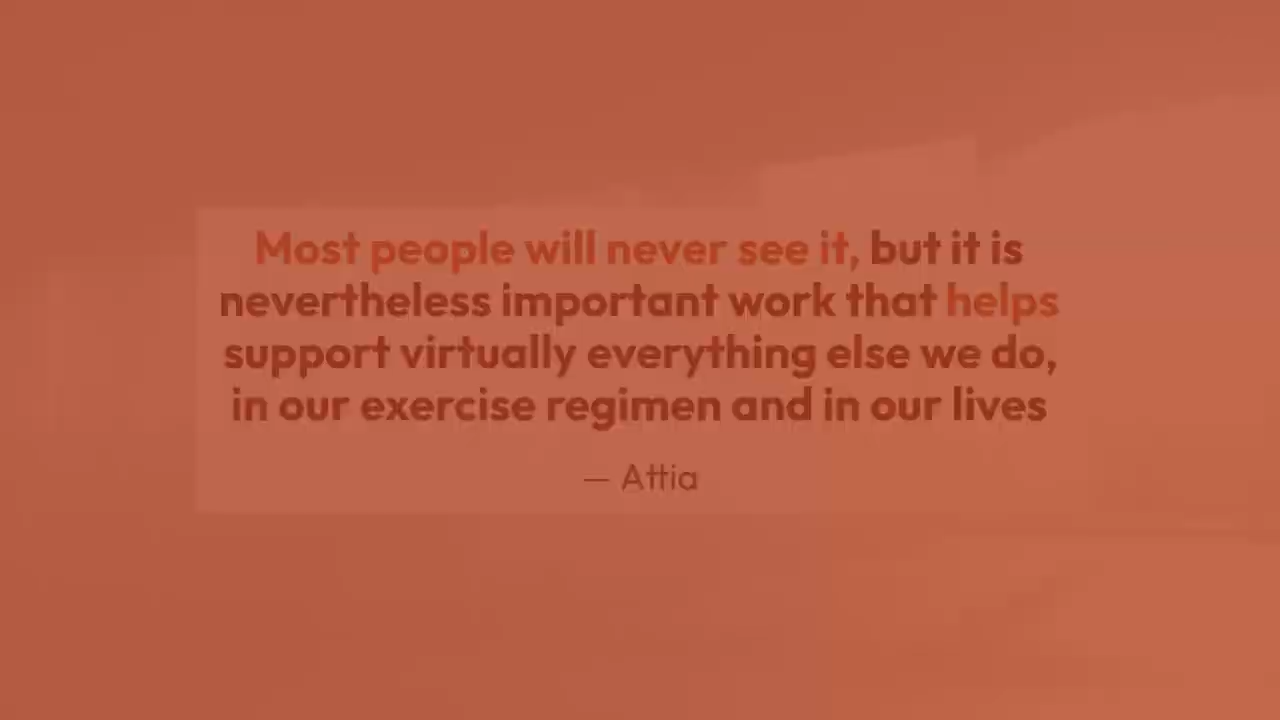 Most people will never see it, but it is
nevertheless important work that helps
support virtually everything else we do,
in our exercise regimen and in our lives
— Attia